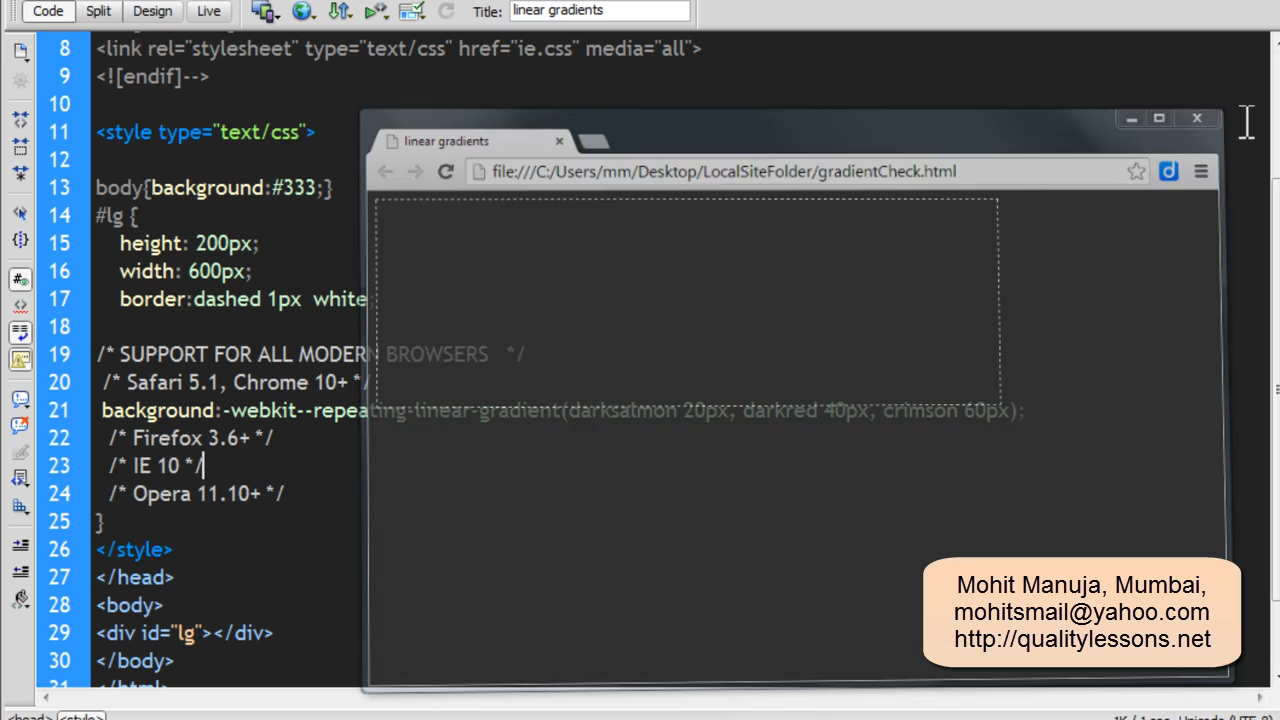 Code Split Design Live Title: linear gradients
8 <link rel="stylesheet" type="text/css" href="ie.css" media="all">
9 <![endif]-->
10
11 <style type="text/css">
12
13 body{background:#333;}
14 #lg {
15 height: 200px;
16 width: 600px;
17 border:dashed 1px white;
18
19 /* SUPPORT FOR ALL MODERN BROWSERS */
20 /* Safari 5.1, Chrome 10+ */
21 background:-webkit--repeating-linear-gradient(darksalmon 20px, darkred 40px, crimson 60px);
22 /* Firefox 3.6+ */
23 /* IE 10 */
24 /* Opera 11.10+ */
25 }
26 </style>
27 </head>
28 <body>
29 <div id="lg"></div>
30 </body>
31 </html>
<head> <style>
linear gradients
file:///C:/Users/mm/Desktop/LocalSiteFolder/gradientCheck.html
Mohit Manuja, Mumbai,
mohitsmail@yahoo.com
http://qualitylessons.net